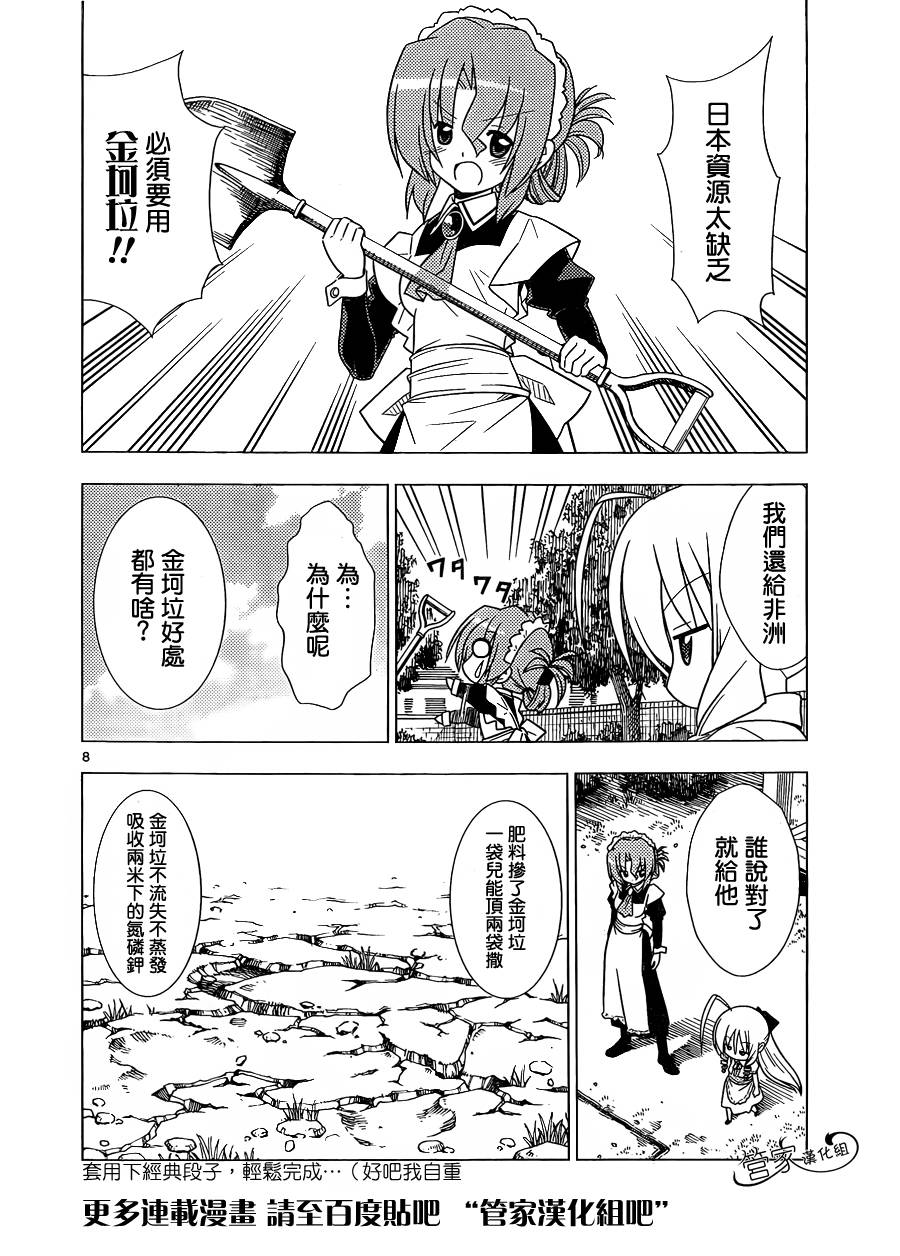 日本資源太缺乏
必須要用
金坷垃!!
我們還給非洲
ワタ
ワタ
為…
為什麼呢
金坷垃好處
都有啥？
8
誰說對了
就給他
肥料摻了金坷垃
一袋兒能頂兩袋撒
金坷垃不流失不蒸發
吸收兩米下的氮磷鉀
套用下經典段子，輕鬆完成…（好吧我自重
管家漢化組
更多連載漫畫 請至百度貼吧 “管家漢化組吧”